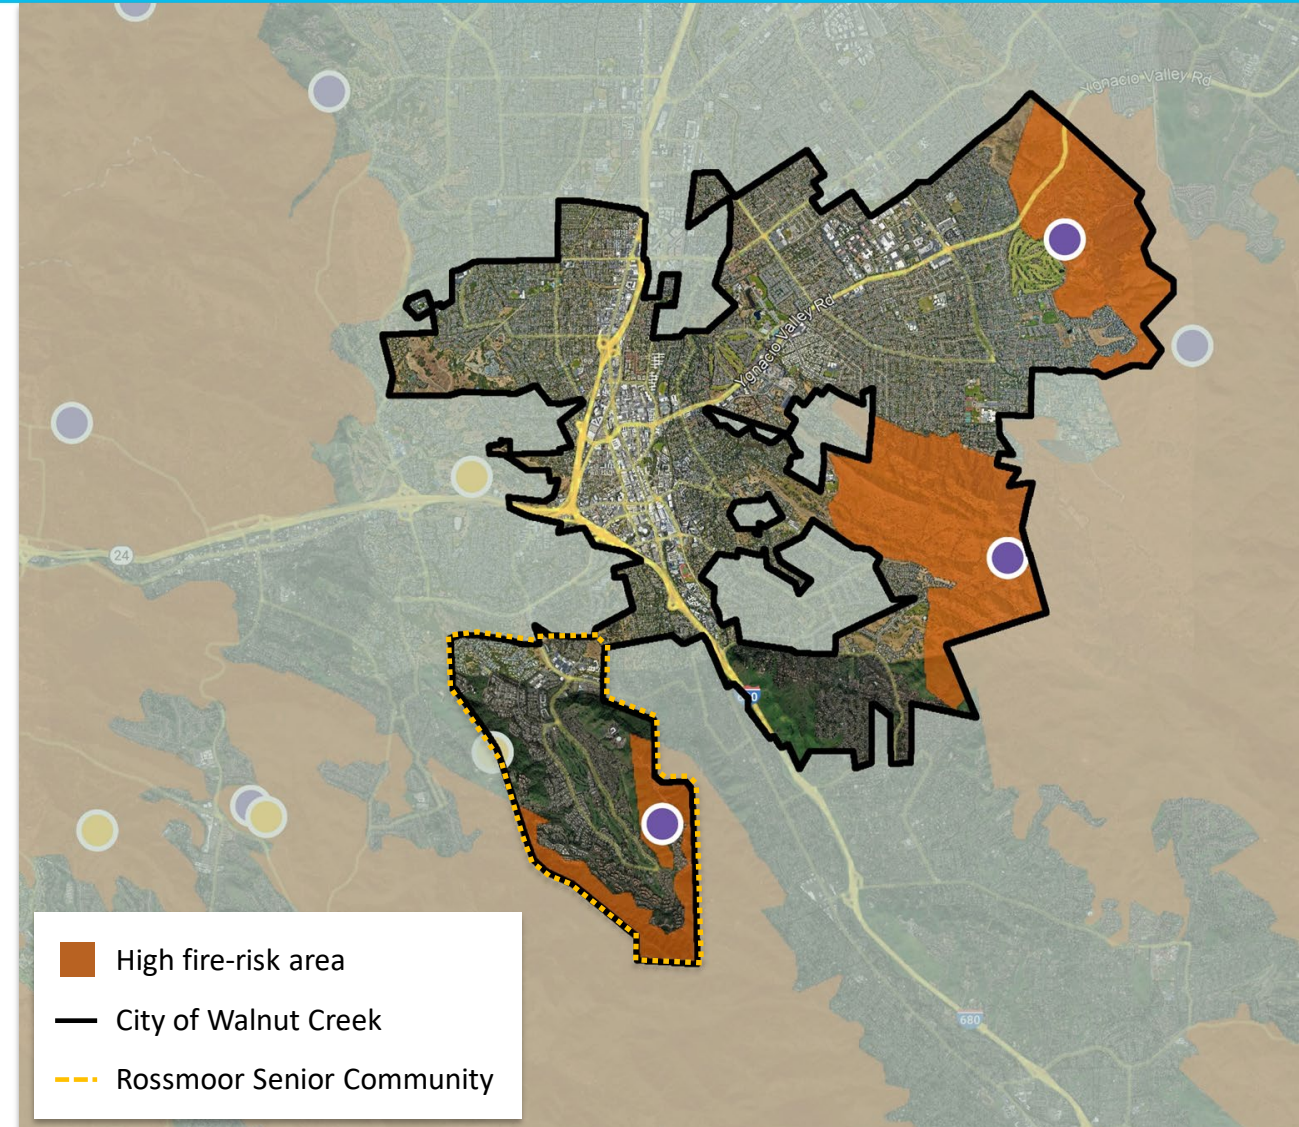 Ygnacio Valley Rd
Ygnacio Valley Rd
24
680
High fire-risk area
City of Walnut Creek
Rossmoor Senior Community